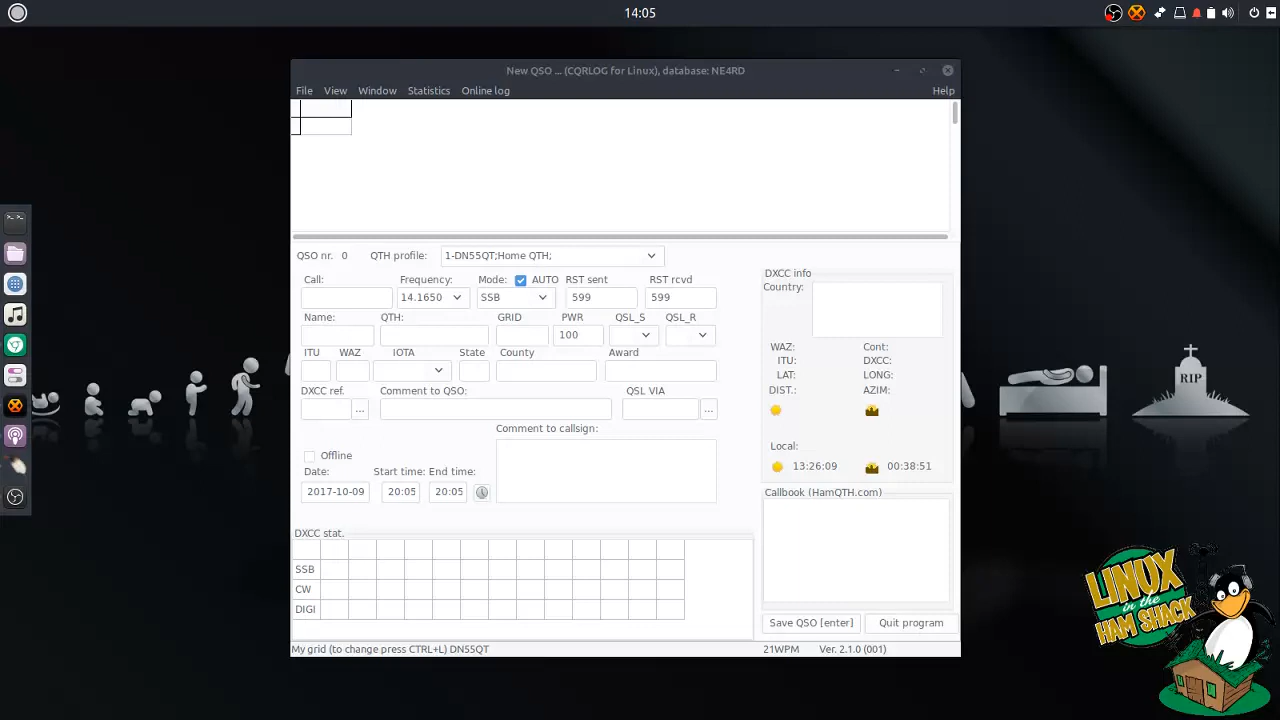 14:05
New QSO ... (CQRLOG for Linux), database: NE4RD
File View Window Statistics Online log Help
QSO nr. 0 QTH profile: 1-DN55QT;Home QTH;
Call: Frequency: Mode: AUTO RST sent RST rcvd
14.1650 SSB 599 599
Name: QTH: GRID PWR QSL_S QSL_R
100
ITU WAZ IOTA State County Award
DXCC ref. Comment to QSO: QSL VIA
... ...
Comment to callsign:
Offline
Date: Start time: End time:
2017-10-09 20:05 20:05
DXCC info
Country:
WAZ: Cont:
ITU: DXCC:
LAT: LONG:
DIST.: AZIM:
Local:
13:26:09 00:38:51
Callbook (HamQTH.com)
DXCC stat.
SSB
CW
DIGI
Save QSO [enter] Quit program
My grid (to change press CTRL+L) DN55QT 21WPM Ver. 2.1.0 (001)
RIP
LINUX
in the
HAM SHACK